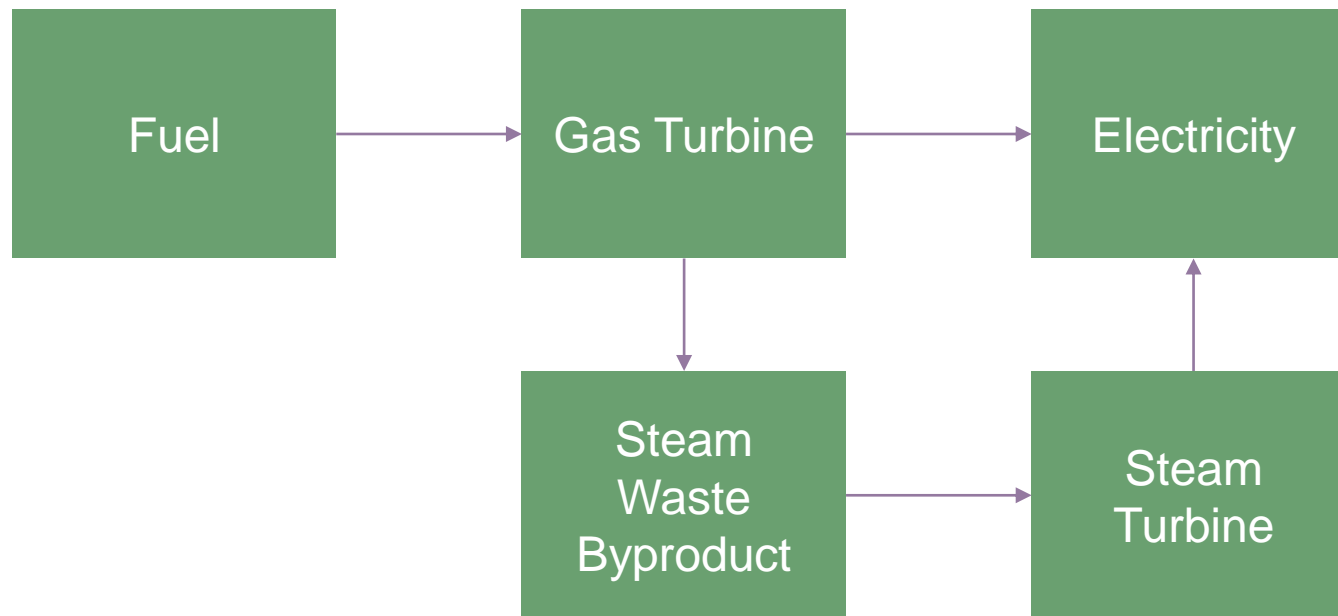 Fuel
Gas Turbine
Electricity
Steam
Waste
Byproduct
Steam
Turbine